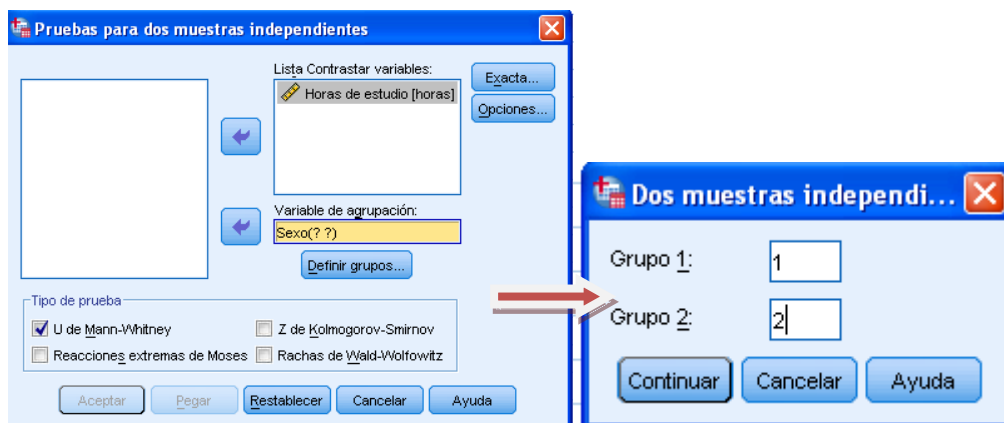 Pruebas para dos muestras independientes
Lista Contrastar variables:
Horas de estudio [horas]
Exacta...
Opciones...
Variable de agrupación:
Sexo(? ?)
Definir grupos...
Tipo de prueba
U de Mann-Whitney
Z de Kolmogorov-Smirnov
Reacciones extremas de Moses
Rachas de Wald-Wolfowitz
Aceptar
Pegar
Restablecer
Cancelar
Ayuda
Dos muestras independi...
Grupo 1:
1
Grupo 2:
2
Continuar
Cancelar
Ayuda